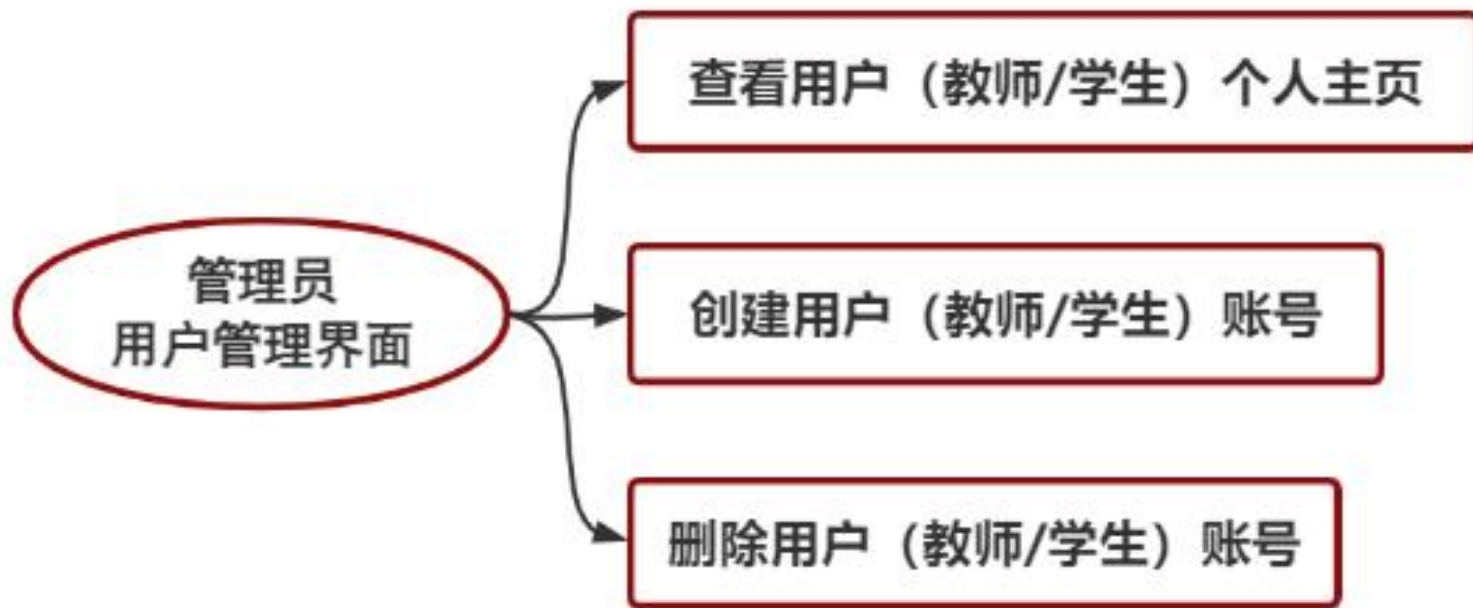 查看用户（教师/学生）个人主页
管理员
用户管理界面
创建用户（教师/学生）账号
删除用户（教师/学生）账号